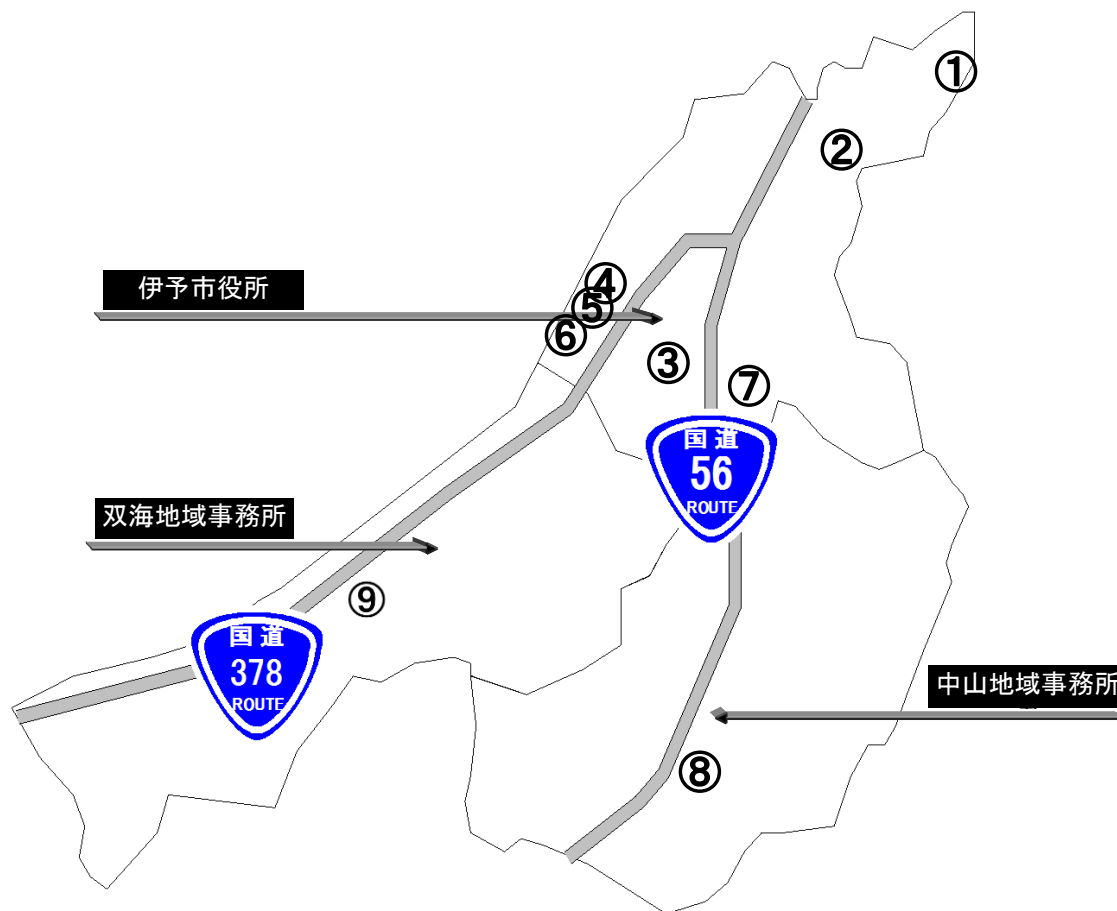 ①
②
伊予市役所
④
⑤
⑥
③
⑦
国道
56
ROUTE
双海地域事務所
⑨
国道
378
ROUTE
中山地域事務所
⑧